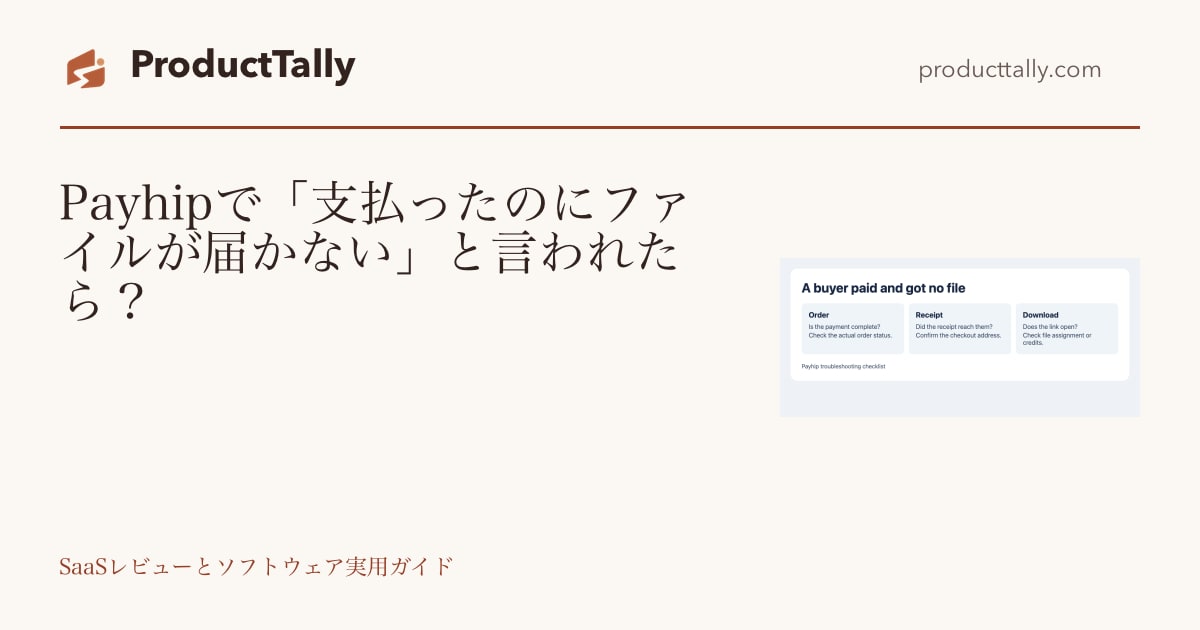 ProductTally
producttally.com
Payhipで「支払ったのにファ
イルが届かない」と言われた
ら？
A buyer paid and got no file
Order
Is the payment complete?
Check the actual order status.
Receipt
Did the receipt reach them?
Confirm the checkout address.
Download
Does the link open?
Check file assignment or
credits.
Payhip troubleshooting checklist
SaaSレビューとソフトウェア実用ガイド